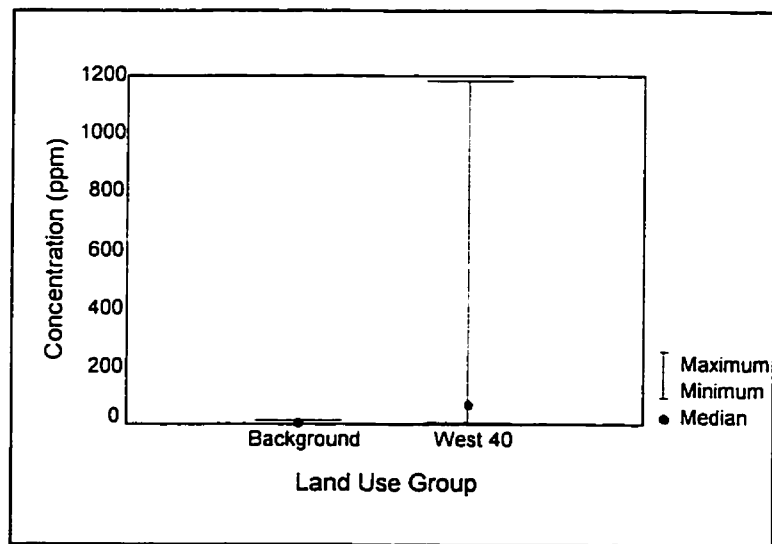 Concentration (ppm)
1200
1000
800
600
400
200
0
Background
West 40
Land Use Group
Maximum
Minimum
Median